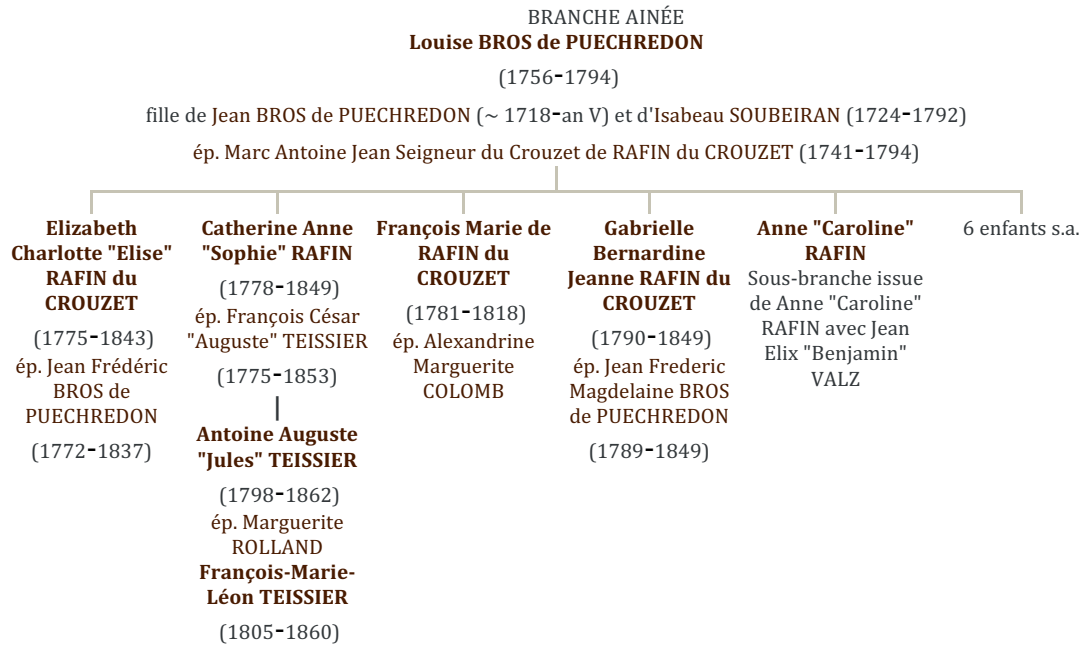 BRANCHE AINÉE
Louise BROS de PUECHREDON
(1756-1794)
fille de Jean BROS de PUECHREDON (~ 1718-an V) et d'Isabeau SOUBEIRAN (1724-1792)
ép. Marc Antoine Jean Seigneur du Crouzet de RAFIN du CROUZET (1741-1794)
Elizabeth
Charlotte "Elise"
RAFIN du
CROUZET
(1775-1843)
ép. Jean Frédéric
BROS de
PUECHREDON
(1772-1837)
Catherine Anne
"Sophie" RAFIN
(1778-1849)
ép. François César
"Auguste" TEISSIER
(1775-1853)
Antoine Auguste
"Jules" TEISSIER
(1798-1862)
ép. Marguerite
ROLLAND
François-Marie-
Léon TEISSIER
(1805-1860)
François Marie de
RAFIN du
CROUZET
(1781-1818)
ép. Alexandrine
Marguerite
COLOMB
Gabrielle
Bernardine
Jeanne RAFIN du
CROUZET
(1790-1849)
ép. Jean Frederic
Magdelaine BROS
de PUECHREDON
(1789-1849)
Anne "Caroline"
RAFIN
Sous-branche issue
de Anne "Caroline"
RAFIN avec Jean
Elix "Benjamin"
VALZ
6 enfants s.a.